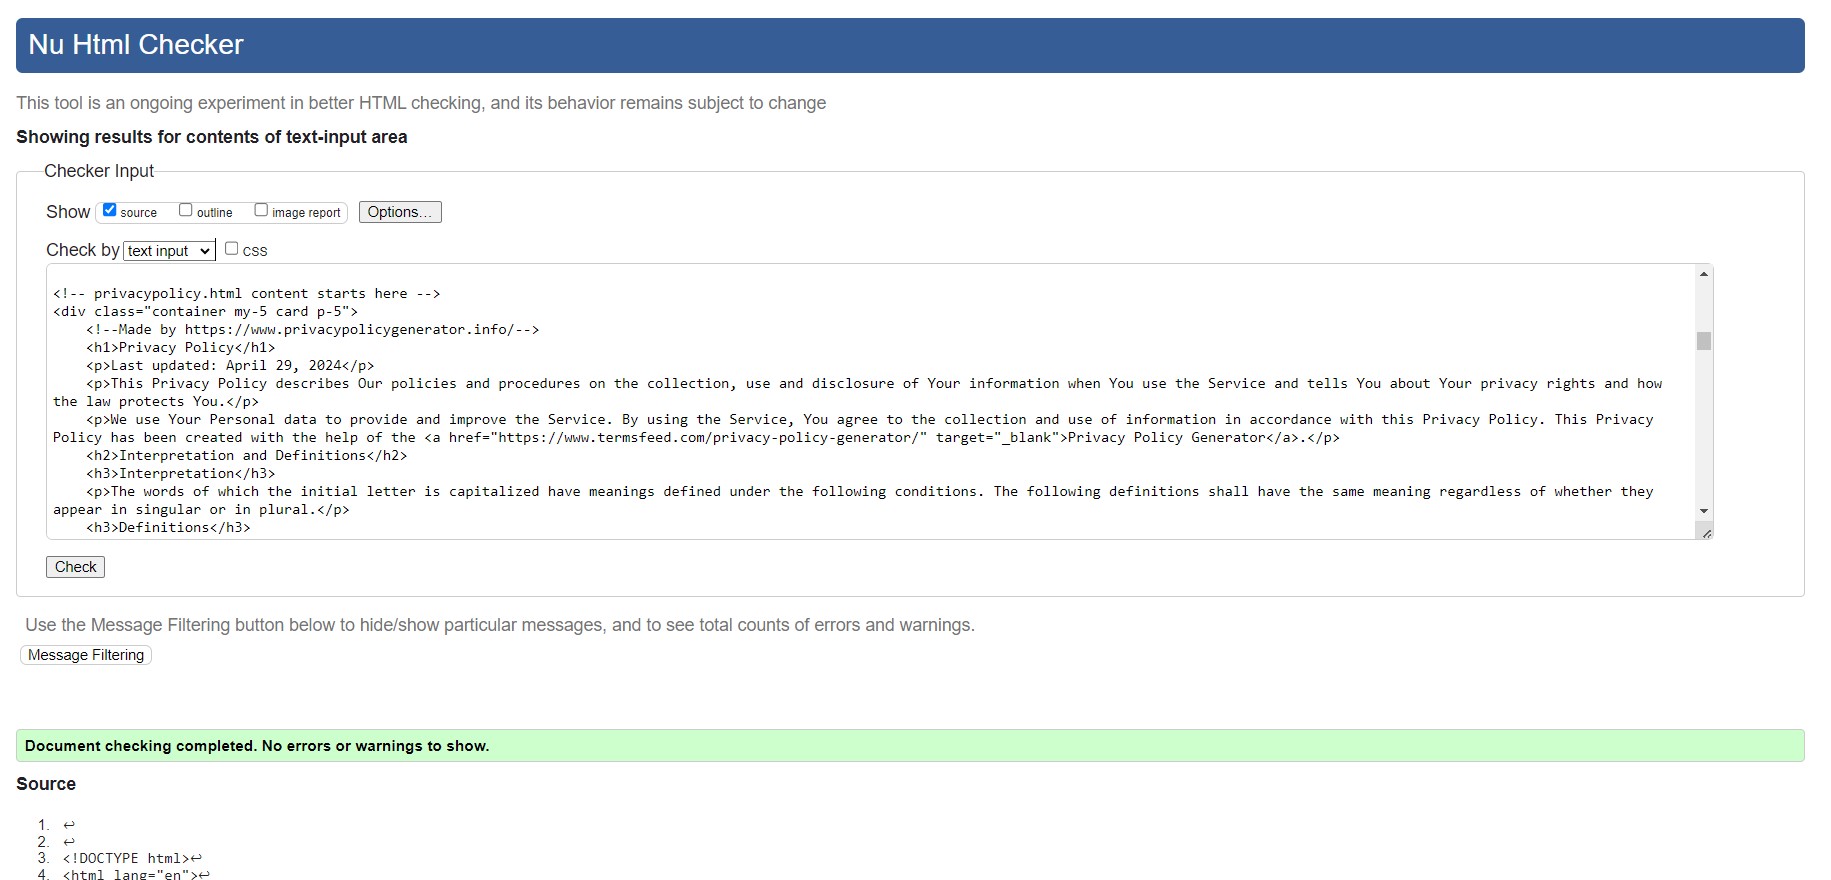 Nu Html Checker
This tool is an ongoing experiment in better HTML checking, and its behavior remains subject to change
Showing results for contents of text-input area
Checker Input
Show source outline image report Options...
Check by text input css
<!-- privacypolicy.html content starts here -->
<div class="container my-5 card p-5">
    <!--Made by https://www.privacypolicygenerator.info/-->
    <h1>Privacy Policy</h1>
    <p>Last updated: April 29, 2024</p>
    <p>This Privacy Policy describes Our policies and procedures on the collection, use and disclosure of Your information when You use the Service and tells You about Your privacy rights and how
the law protects You.</p>
    <p>We use Your Personal data to provide and improve the Service. By using the Service, You agree to the collection and use of information in accordance with this Privacy Policy. This Privacy
Policy has been created with the help of the <a href="https://www.termsfeed.com/privacy-policy-generator/" target="_blank">Privacy Policy Generator</a>.</p>
    <h2>Interpretation and Definitions</h2>
    <h3>Interpretation</h3>
    <p>The words of which the initial letter is capitalized have meanings defined under the following conditions. The following definitions shall have the same meaning regardless of whether they
appear in singular or in plural.</p>
    <h3>Definitions</h3>
Check
Use the Message Filtering button below to hide/show particular messages, and to see total counts of errors and warnings.
Message Filtering
Document checking completed. No errors or warnings to show.
Source
1. ↩
2. ↩
3. <!DOCTYPE html>↩
4. <html lang="en">↩